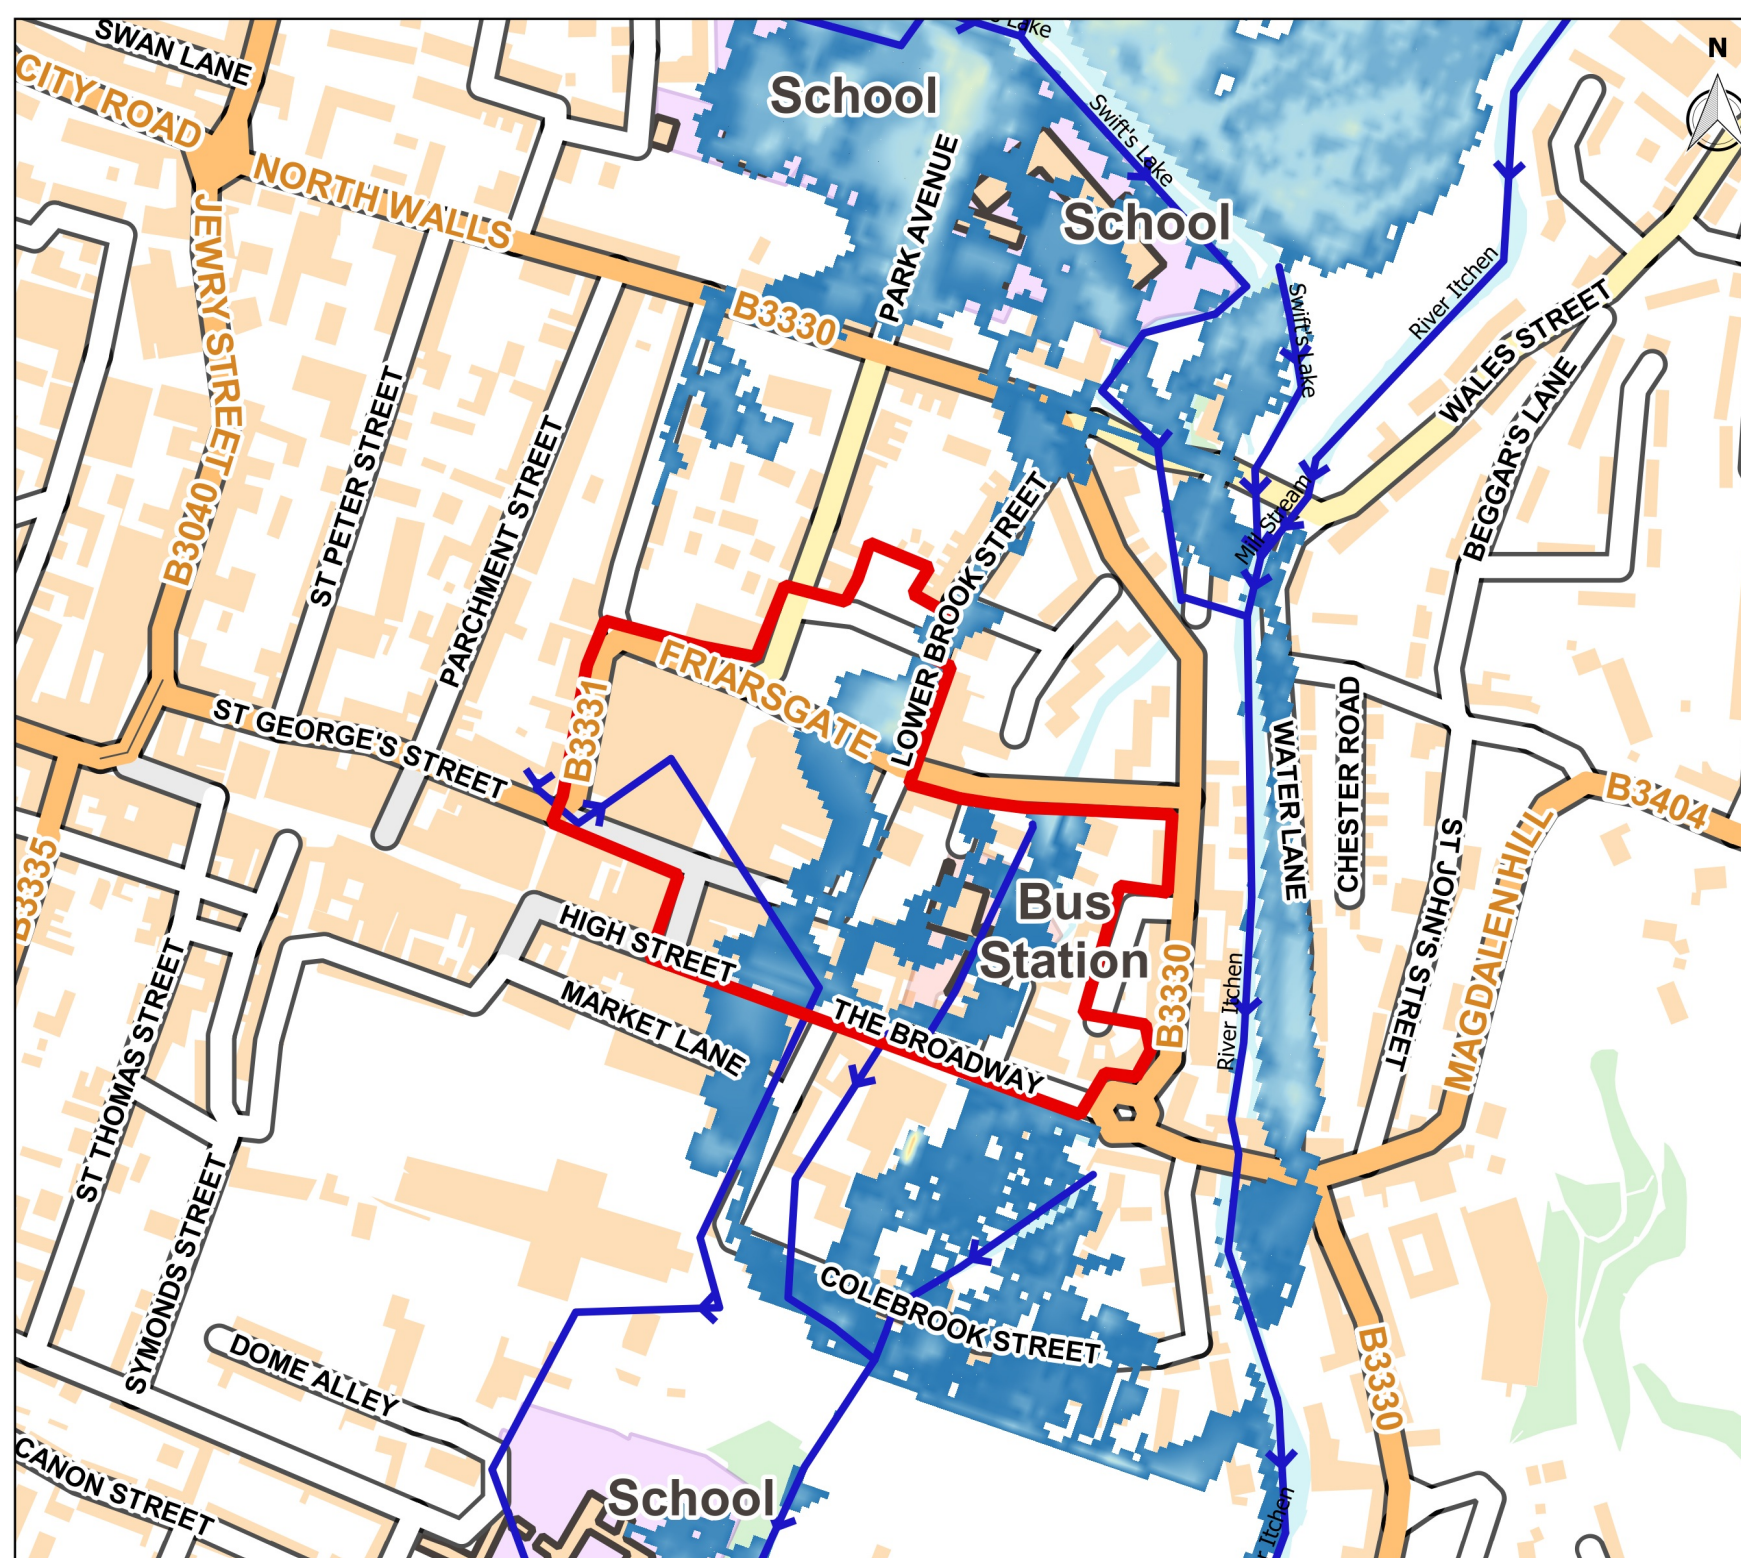 SWAN LANE
Lake
N
CITY ROAD
School
Swift's Lake
NORTH WALLS
PARK AVENUE
School
JEWRY STREET
B3330
Swift's Lake
River Itchen
WALES STREET
ST PETER STREET
PARCHMENT STREET
BEGGAR'S LANE
B3040
LOWER BROOK STREET
Mill Stream
FRIARSGATE
B3331
ST GEORGE'S STREET
WATER LANE
CHESTER ROAD
B3404
B3335
ST JOHN'S STREET
MAGDALEN HILL
Bus
Station
HIGH STREET
MARKET LANE
THE BROADWAY
B3330
River Itchen
ST THOMAS STREET
SYMONDS STREET
COLEBROOK STREET
DOME ALLEY
B3330
CANON STREET
School
Itchen